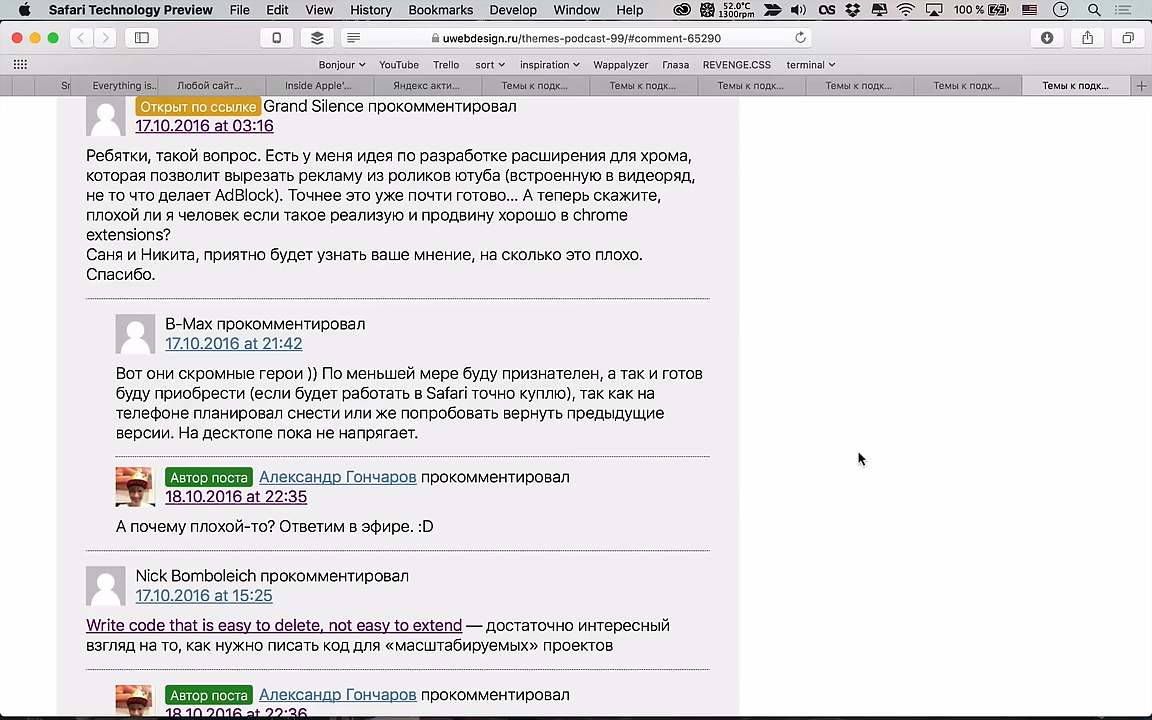 Safari Technology Preview File Edit View History Bookmarks Develop Window Help 52.0°C 1300rpm 100 %
uwebdesign.ru/themes-podcast-99/#comment-65290
Bonjour YouTube Trello sort inspiration Wappalyzer Глаза REVENGE.CSS terminal
Sr Everything is.. Любой сайт... Inside Apple'... Яндекс акти... Темы к подк... Темы к подк... Темы к подк... Темы к подк... Темы к подк... Темы к подк...
Открыт по ссылке Grand Silence прокомментировал
17.10.2016 at 03:16
Ребятки, такой вопрос. Есть у меня идея по разработке расширения для хрома,
которая позволит вырезать рекламу из роликов ютуба (встроенную в видеоряд,
не то что делает AdBlock). Точнее это уже почти готово... А теперь скажите,
плохой ли я человек если такое реализую и продвину хорошо в chrome
extensions?
Саня и Никита, приятно будет узнать ваше мнение, на сколько это плохо.
Спасибо.
B-Max прокомментировал
17.10.2016 at 21:42
Вот они скромные герои )) По меньшей мере буду признателен, а так и готов
буду приобрести (если будет работать в Safari точно куплю), так как на
телефоне планировал снести или же попробовать вернуть предыдущие
версии. На десктопе пока не напрягает.
Автор поста Александр Гончаров прокомментировал
18.10.2016 at 22:35
А почему плохой-то? Ответим в эфире. :D
Nick Bomboleich прокомментировал
17.10.2016 at 15:25
Write code that is easy to delete, not easy to extend — достаточно интересный
взгляд на то, как нужно писать код для «масштабируемых» проектов
Автор поста Александр Гончаров прокомментировал
18.10.2016 at 22:36